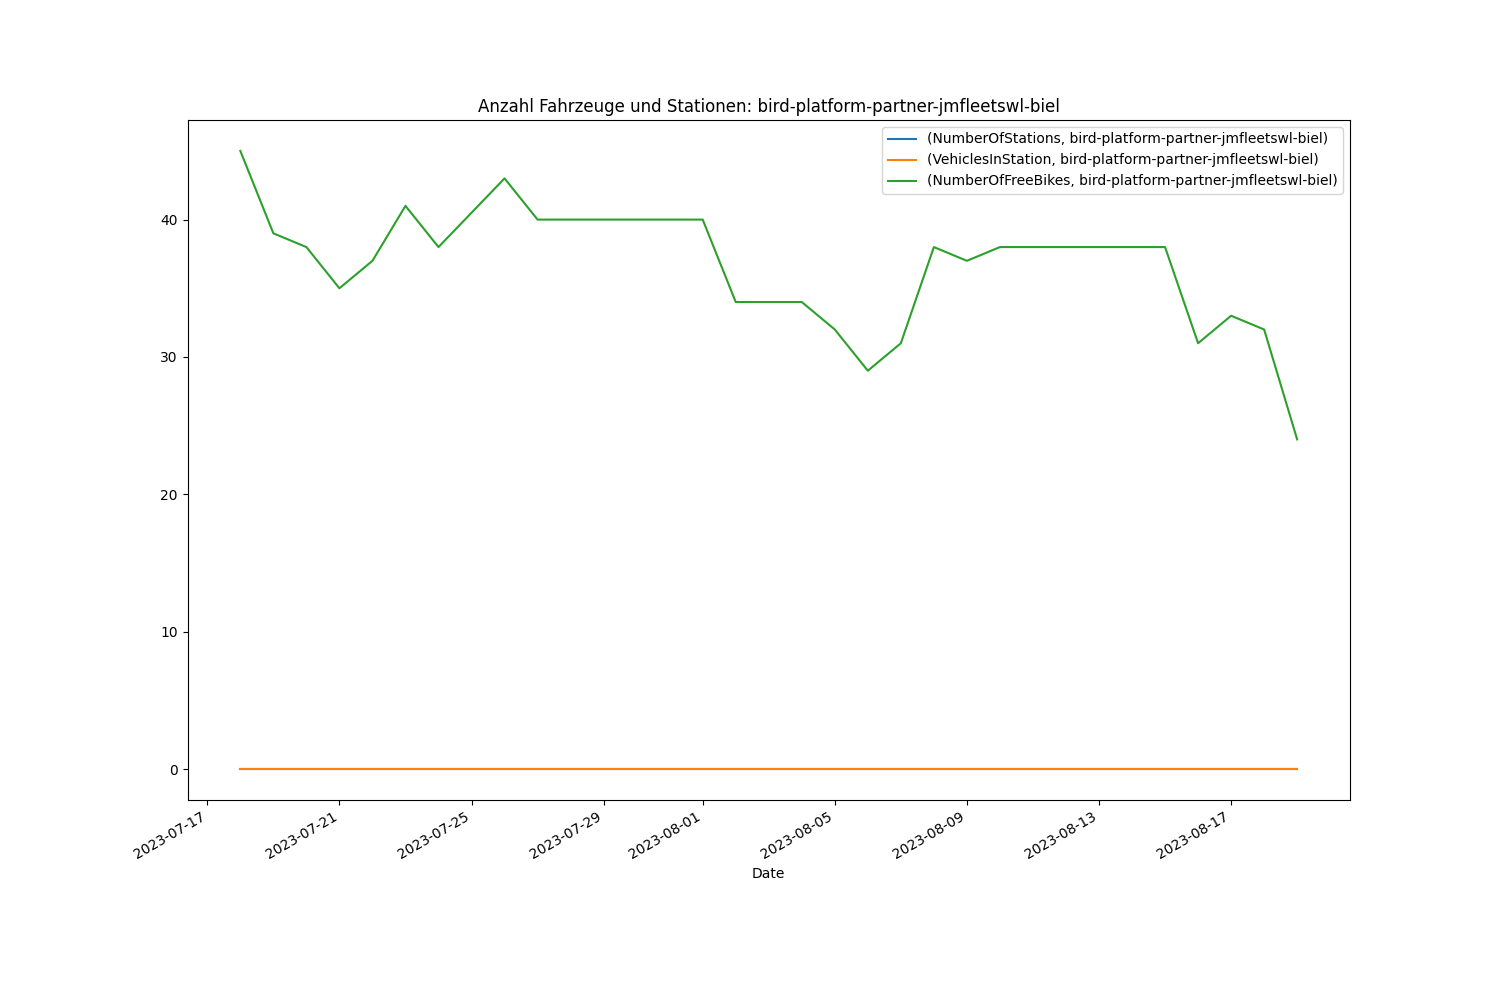 Anzahl Fahrzeuge und Stationen: bird-platform-partner-jmfleetswl-biel
(NumberOfStations, bird-platform-partner-jmfleetswl-biel)
(VehiclesInStation, bird-platform-partner-jmfleetswl-biel)
(NumberOfFreeBikes, bird-platform-partner-jmfleetswl-biel)
40
30
20
10
0
2023-07-17
2023-07-21
2023-07-25
2023-07-29
2023-08-01
2023-08-05
2023-08-09
2023-08-13
2023-08-17
Date